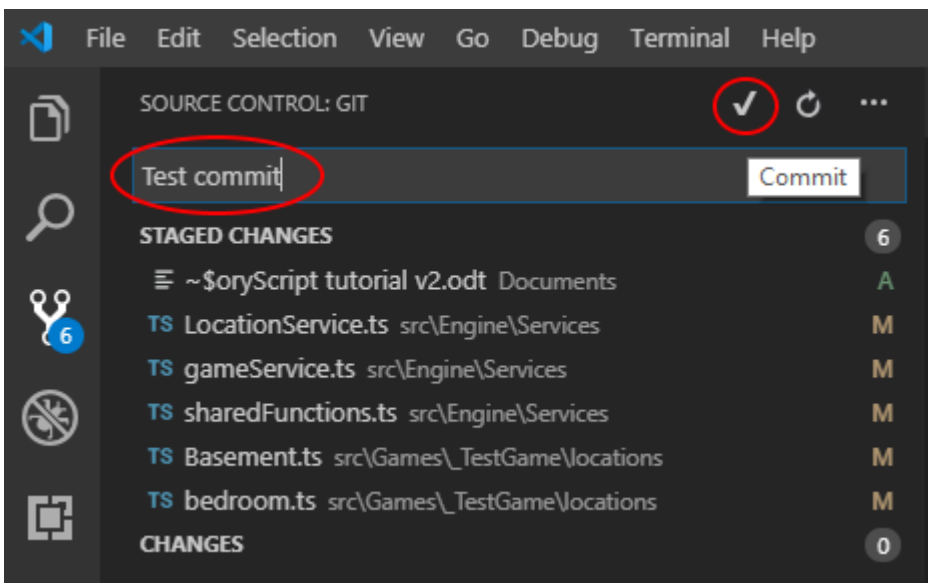 File Edit Selection View Go Debug Terminal Help
SOURCE CONTROL: GIT
Test commit
Commit
STAGED CHANGES 6
~$oryScript tutorial v2.odt Documents A
TS LocationService.ts src\Engine\Services M
6
TS gameService.ts src\Engine\Services M
TS sharedFunctions.ts src\Engine\Services M
TS Basement.ts src\Games\_TestGame\locations M
TS bedroom.ts src\Games\_TestGame\locations M
CHANGES 0